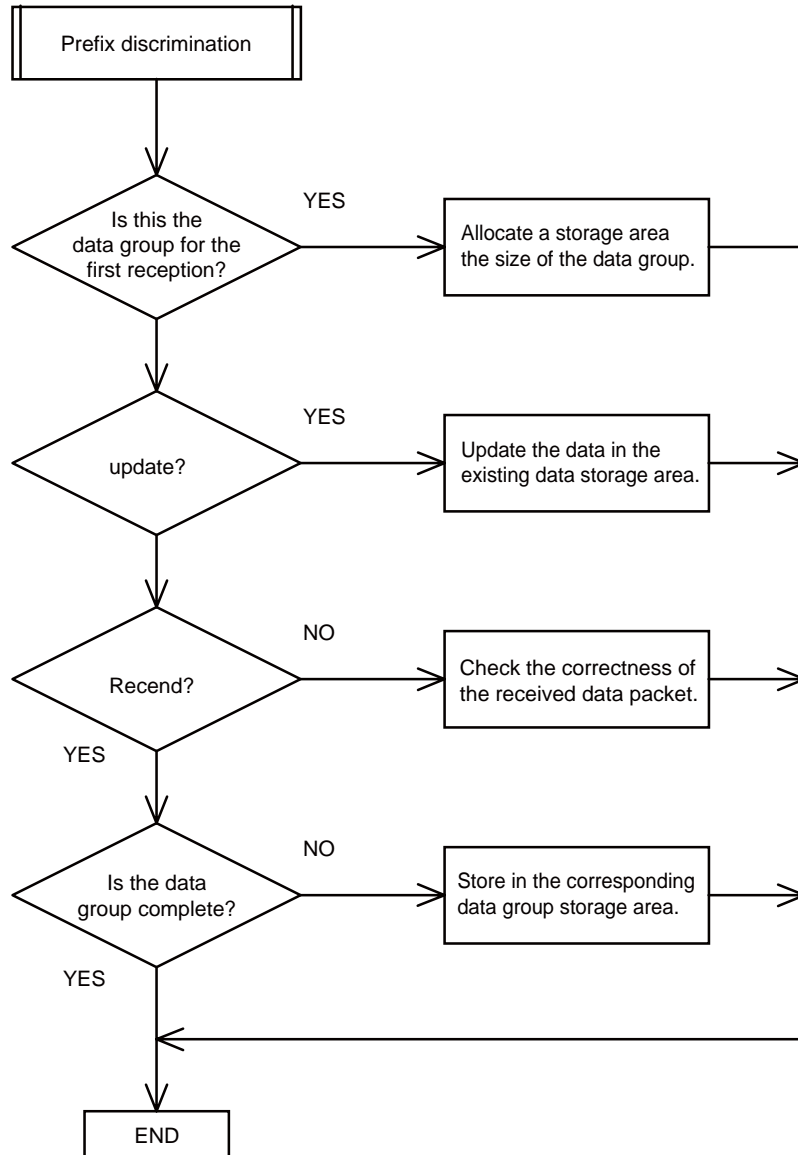 Prefix discrimination
Is this the
data group for the
first reception?
YES
Allocate a storage area
the size of the data group.
update?
YES
Update the data in the
existing data storage area.
Recend?
NO
Check the correctness of
the received data packet.
YES
Is the data
group complete?
NO
Store in the corresponding
data group storage area.
YES
END